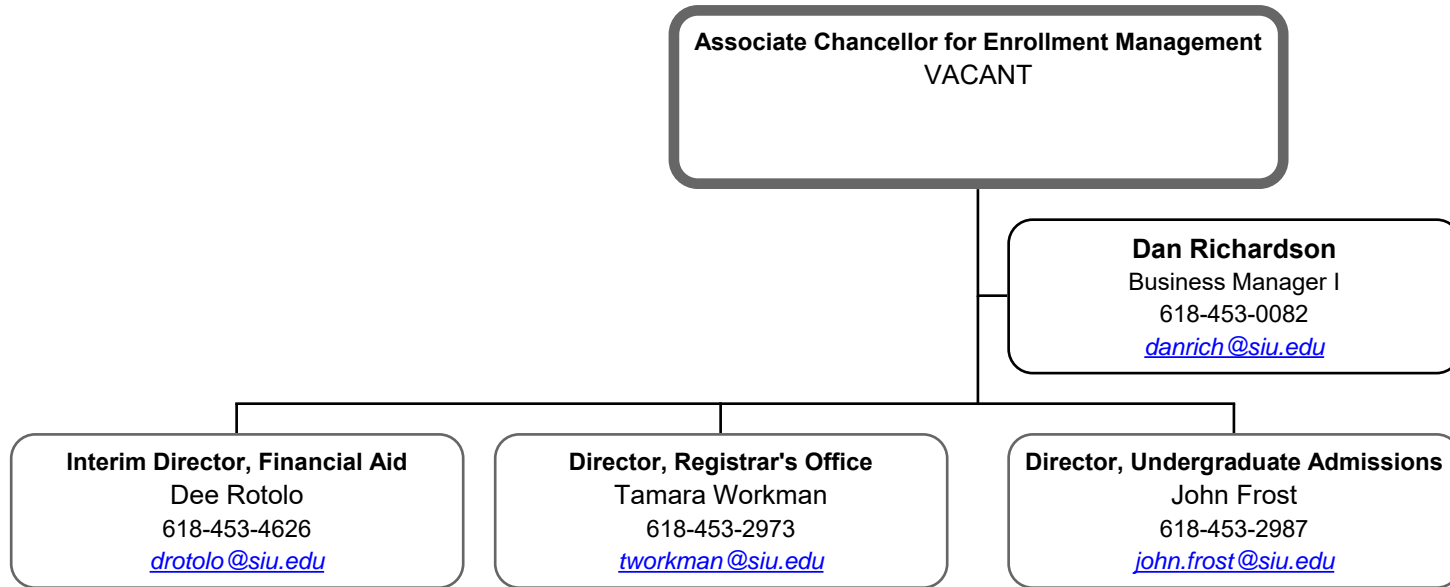 Associate Chancellor for Enrollment Management
VACANT
Dan Richardson
Business Manager I
618-453-0082
danrich@siu.edu
Interim Director, Financial Aid
Dee Rotolo
618-453-4626
drotolo@siu.edu
Director, Registrar's Office
Tamara Workman
618-453-2973
tworkman@siu.edu
Director, Undergraduate Admissions
John Frost
618-453-2987
john.frost@siu.edu